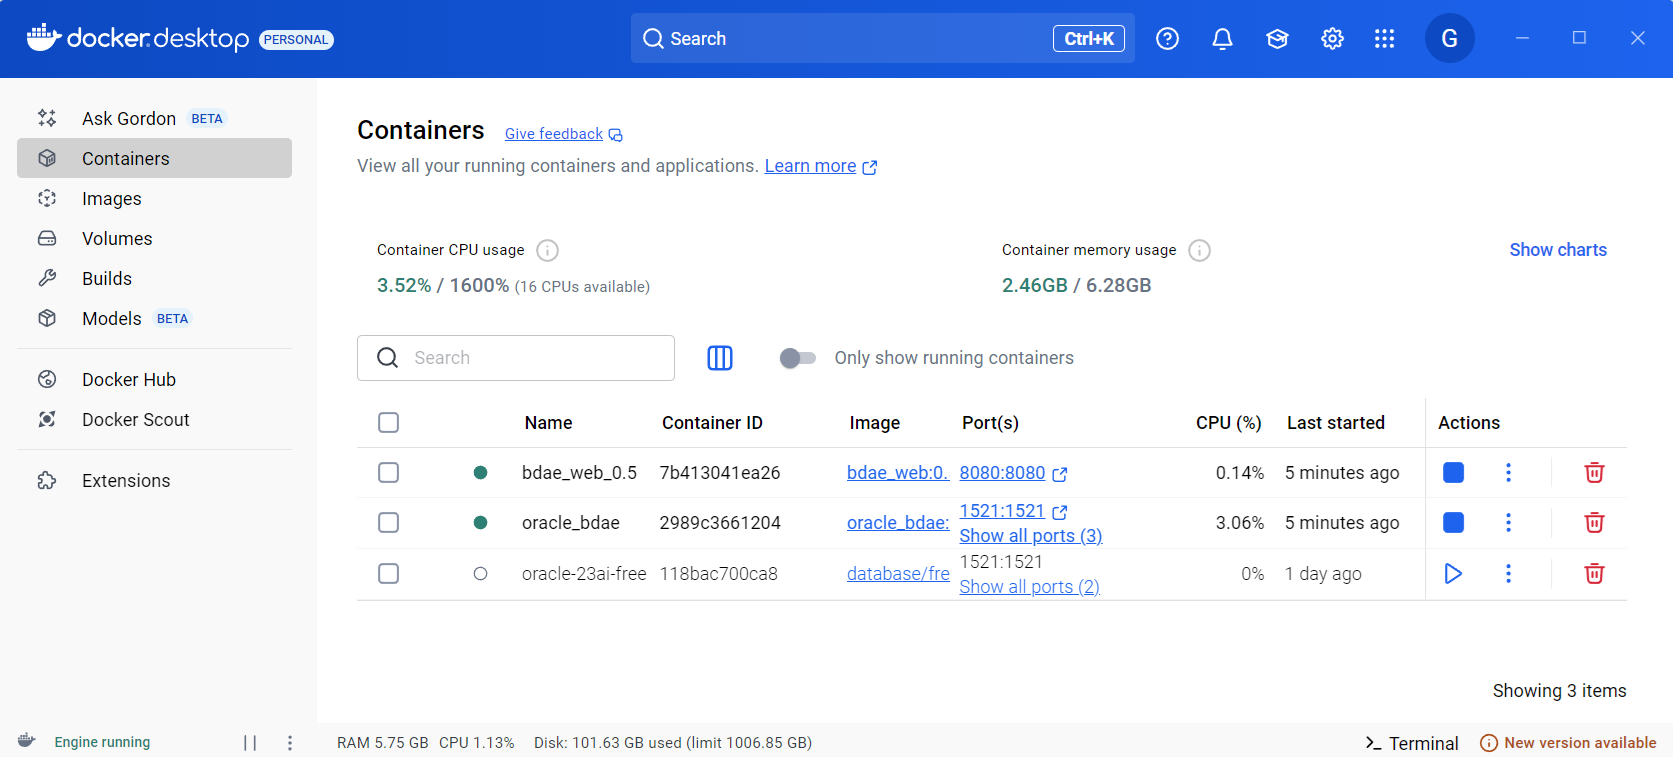 docker.desktop PERSONAL
Search Ctrl+K
G
Ask Gordon BETA
Containers
Images
Volumes
Builds
Models BETA
Docker Hub
Docker Scout
Extensions
Containers Give feedback
View all your running containers and applications. Learn more
Container CPU usage
3.52% / 1600% (16 CPUs available)
Container memory usage
2.46GB / 6.28GB
Show charts
Search
Only show running containers
Name Container ID Image Port(s) CPU (%) Last started Actions
bdae_web_0.5 7b413041ea26 bdae_web:0. 8080:8080 0.14% 5 minutes ago
oracle_bdae 2989c3661204 oracle_bdae: 1521:1521 3.06% 5 minutes ago
Show all ports (3)
oracle-23ai-free 118bac700ca8 database/fre 1521:1521 0% 1 day ago
Show all ports (2)
Showing 3 items
Engine running
RAM 5.75 GB CPU 1.13% Disk: 101.63 GB used (limit 1006.85 GB)
Terminal
New version available